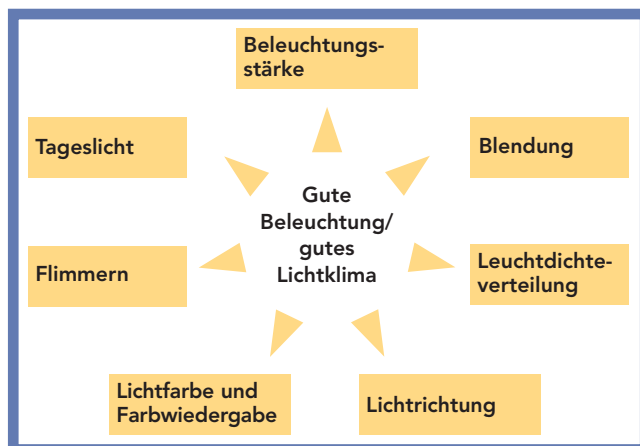 Beleuchtungs-
stärke
Tageslicht
Blendung
Gute
Beleuchtung/
gutes
Lichtklima
Flimmern
Leuchtdichte-
verteilung
Lichtfarbe und
Farbwiedergabe
Lichtrichtung